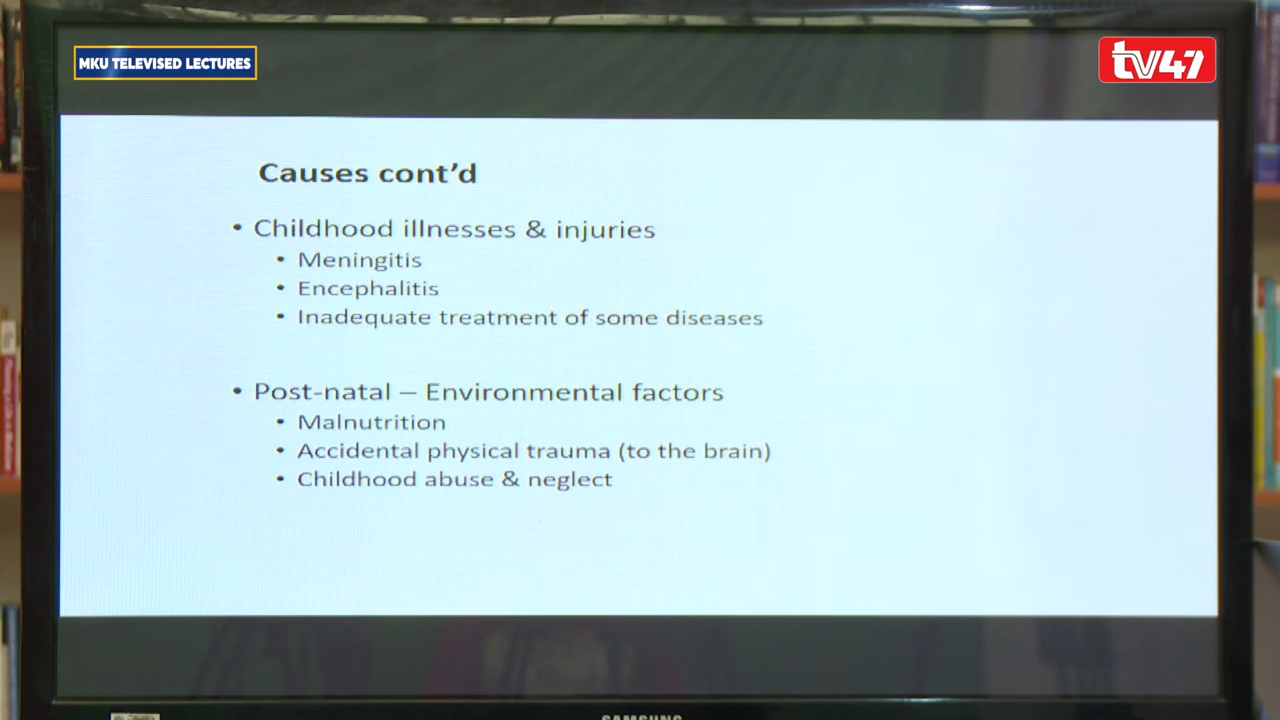 MKU TELEVISED LECTURES
tv47
Causes cont’d
• Childhood illnesses & injuries
• Meningitis
• Encephalitis
• Inadequate treatment of some diseases
• Post-natal – Environmental factors
• Malnutrition
• Accidental physical trauma (to the brain)
• Childhood abuse & neglect
SAMSUNG